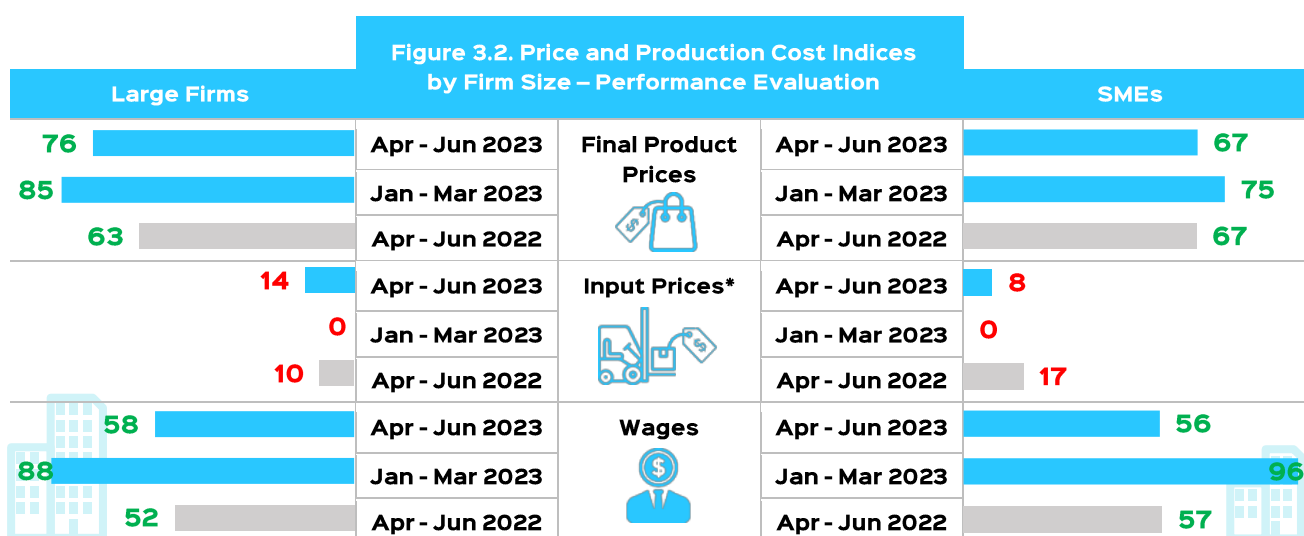 Figure 3.2. Price and Production Cost Indices
by Firm Size – Performance Evaluation
Large Firms
SMEs
76 Apr - Jun 2023 Final Product Apr - Jun 2023 67
Prices
85 Jan - Mar 2023 $ Jan - Mar 2023 75
63 Apr - Jun 2022 Apr - Jun 2022 67
14 Apr - Jun 2023 Input Prices* Apr - Jun 2023 8
0 Jan - Mar 2023 $ Jan - Mar 2023 0
10 Apr - Jun 2022 Apr - Jun 2022 17
58 Apr - Jun 2023 Wages Apr - Jun 2023 56
88 Jan - Mar 2023 $ Jan - Mar 2023 96
52 Apr - Jun 2022 Apr - Jun 2022 57